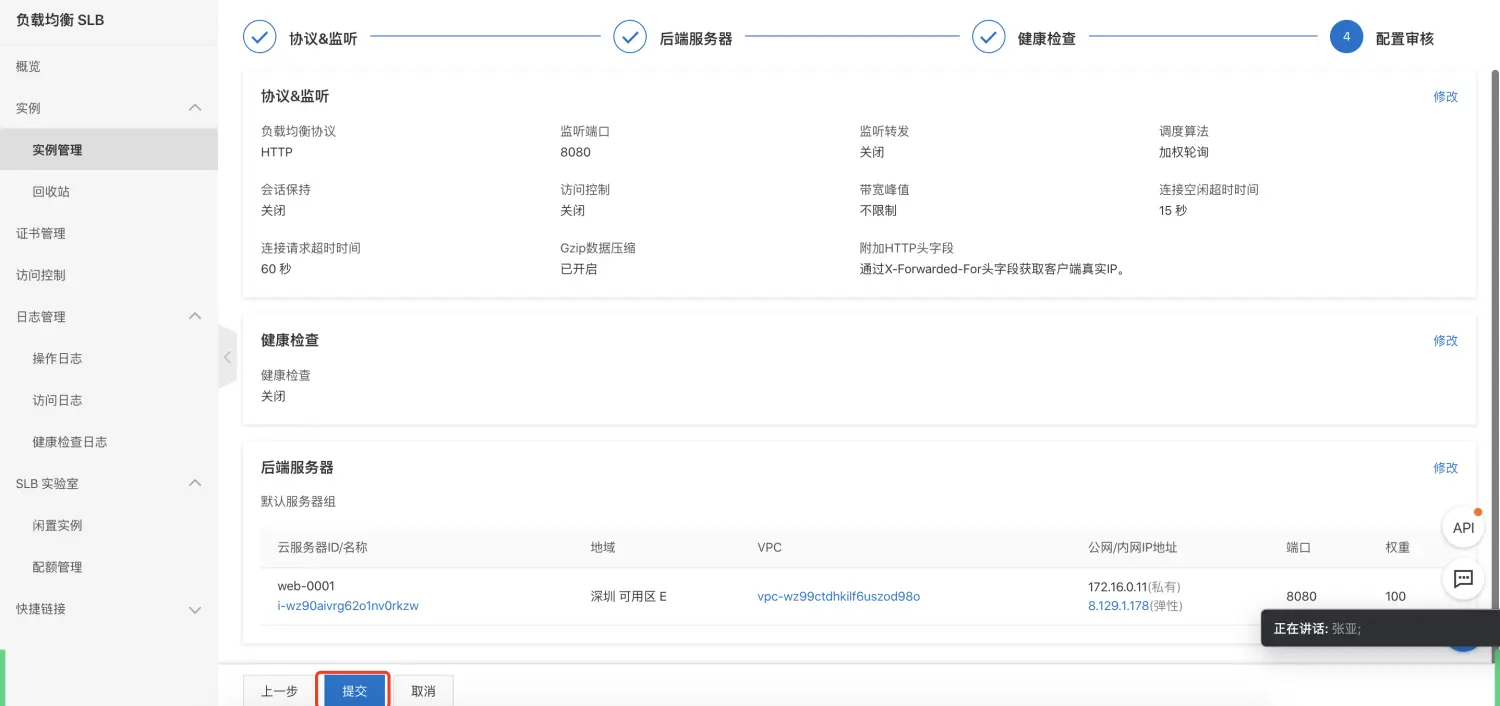 负载均衡 SLB
概览
实例
实例管理
回收站
证书管理
访问控制
日志管理
操作日志
访问日志
健康检查日志
SLB 实验室
闲置实例
配额管理
快捷链接
协议&监听
后端服务器
健康检查
4 配置审核
协议&监听 修改
负载均衡协议 监听端口 监听转发 调度算法
HTTP 8080 关闭 加权轮询
会话保持 访问控制 带宽峰值 连接空闲超时时间
关闭 关闭 不限制 15 秒
连接请求超时时间 Gzip数据压缩 附加HTTP头字段
60 秒 已开启 通过X-Forwarded-For头字段获取客户端真实IP。
健康检查 修改
健康检查
关闭
后端服务器 修改
默认服务器组
云服务器ID/名称 地域 VPC 公网/内网IP地址 端口 权重
web-0001 172.16.0.11(私有)
i-wz90aivrg62o1nv0rkzw 深圳 可用区 E vpc-wz99ctdhkilf6uszod98o 8.129.1.178(弹性) 8080 100
API
正在讲话: 张亚;
上一步 提交 取消